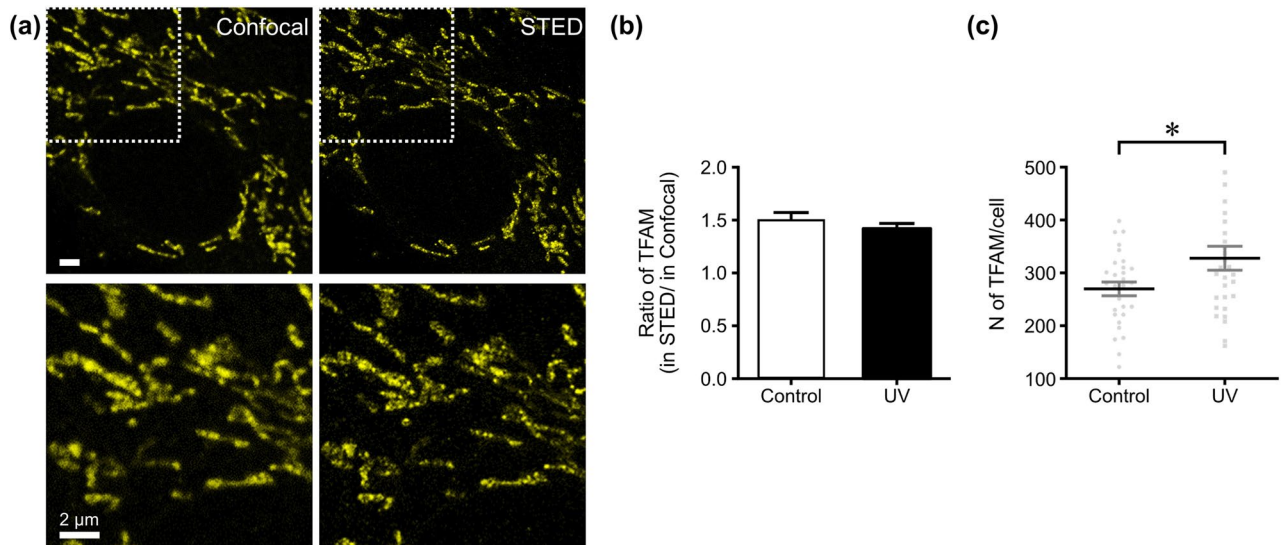 (a)
Confocal
STED
2 µm
(b)
Ratio of TFAM
(in STED/ in Confocal)
2.0
1.5
1.0
0.5
0.0
Control
UV
(c)
*
N of TFAM/cell
500
400
300
200
100
Control
UV